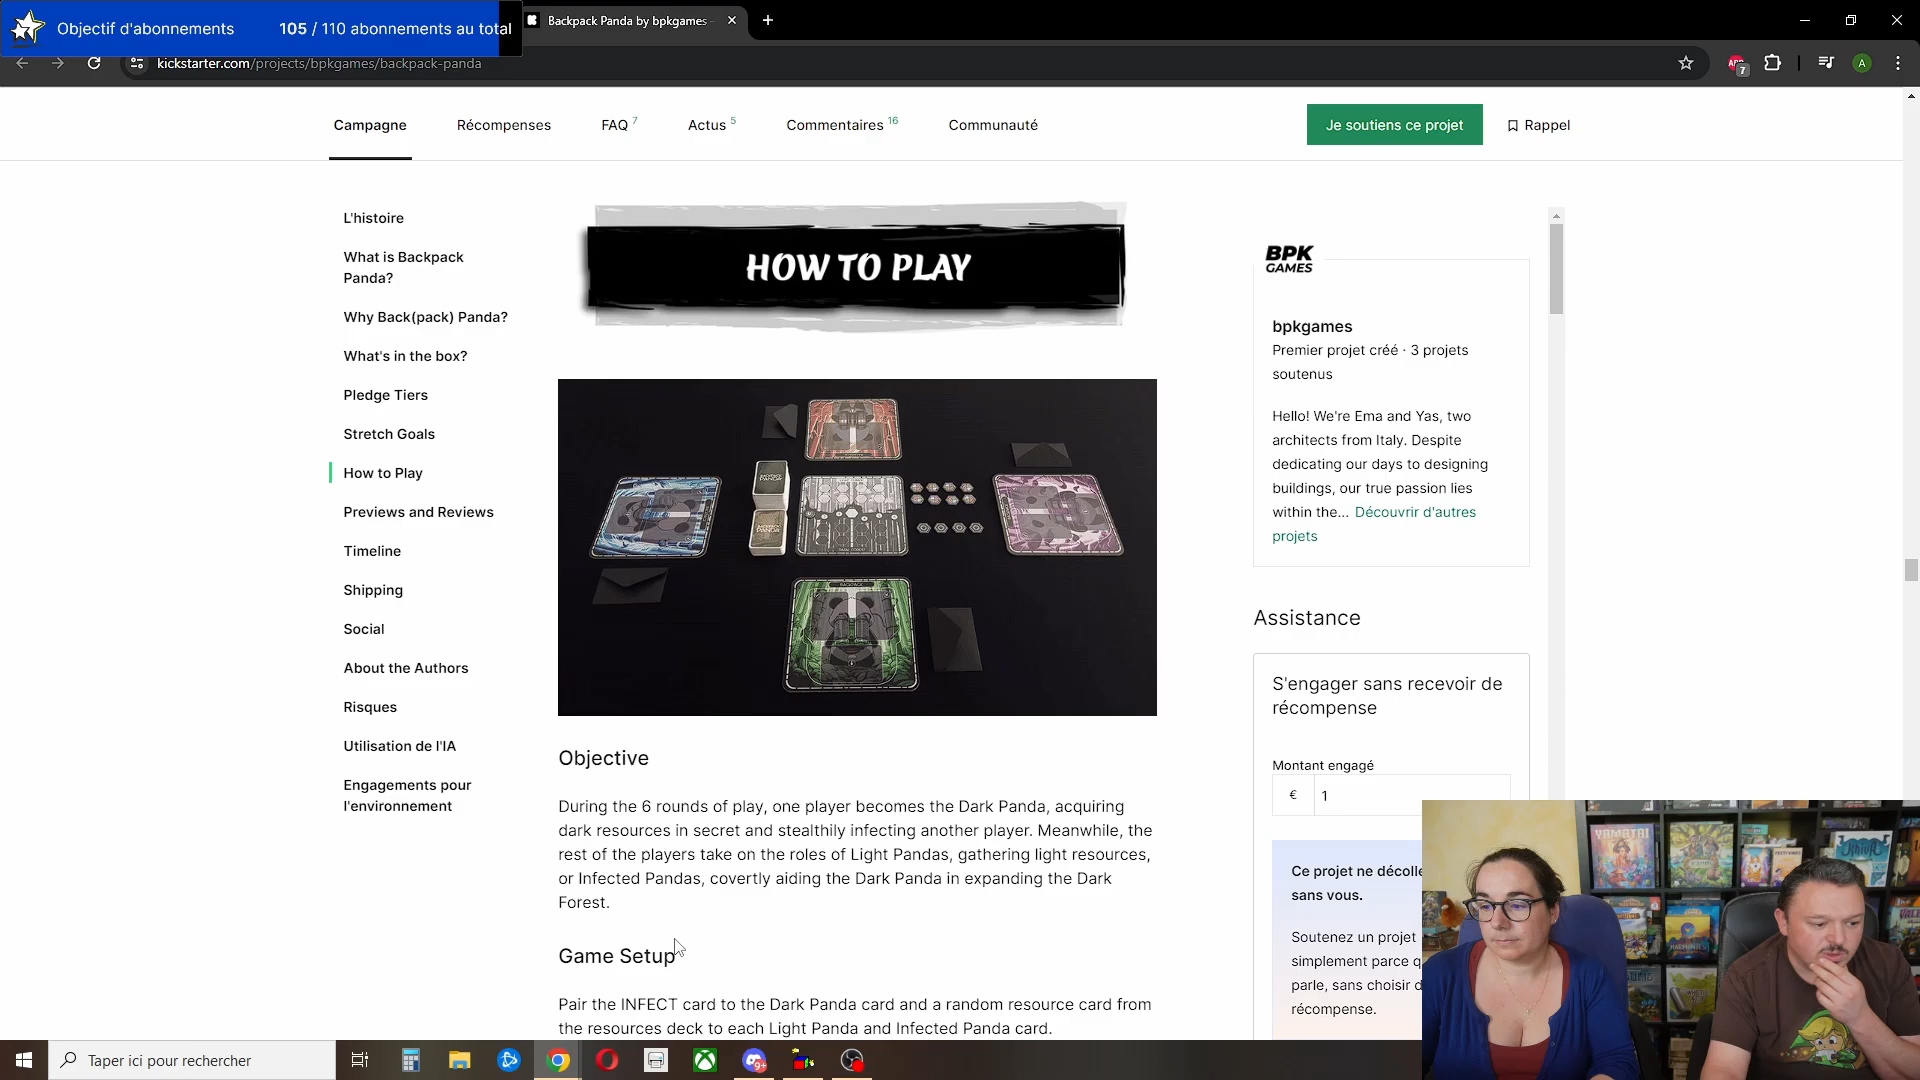 Objectif d'abonnements 105 / 110 abonnements au total
Backpack Panda by bpkgames –
kickstarter.com/projects/bpkgames/backpack-panda
7
A
Campagne Récompenses FAQ 7 Actus 5 Commentaires 16 Communauté Je soutiens ce projet Rappel
L'histoire
What is Backpack
Panda?
Why Back(pack) Panda?
What's in the box?
Pledge Tiers
Stretch Goals
How to Play
Previews and Reviews
Timeline
Shipping
Social
About the Authors
Risques
Utilisation de l'IA
Engagements pour
l'environnement
HOW TO PLAY
BACKPACK
Objective
During the 6 rounds of play, one player becomes the Dark Panda, acquiring
dark resources in secret and stealthily infecting another player. Meanwhile, the
rest of the players take on the roles of Light Pandas, gathering light resources,
or Infected Pandas, covertly aiding the Dark Panda in expanding the Dark
Forest.
Game Setup
Pair the INFECT card to the Dark Panda card and a random resource card from
the resources deck to each Light Panda and Infected Panda card.
BPK
GAMES
bpkgames
Premier projet créé · 3 projets
soutenus
Hello! We're Ema and Yas, two
architects from Italy. Despite
dedicating our days to designing
buildings, our true passion lies
within the... Découvrir d'autres
projets
Assistance
S'engager sans recevoir de
récompense
Montant engagé
€ 1
Ce projet ne décolle
sans vous.
Soutenez un projet
simplement parce q
parle, sans choisir d
récompense.
YAMATAI
Taper ici pour rechercher
9+